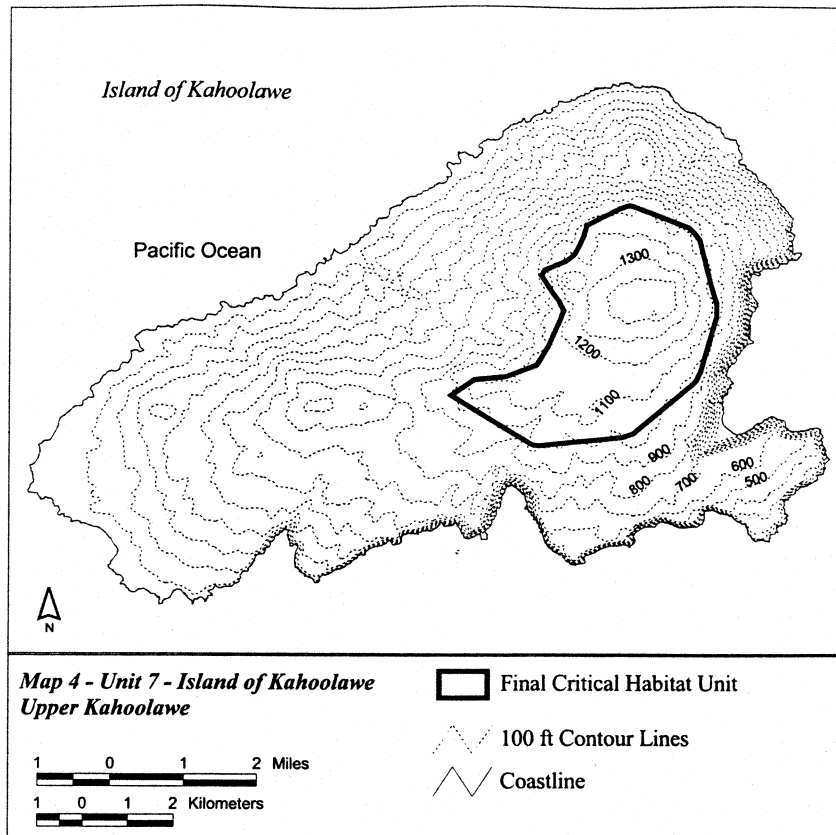 Island of Kahoolawe
Pacific Ocean
1300
1200
1100
900
800
700
600
500
N
Map 4 - Unit 7 - Island of Kahoolawe
Upper Kahoolawe
1 0 1 2 Miles
1 0 1 2 Kilometers
Final Critical Habitat Unit
100 ft Contour Lines
Coastline